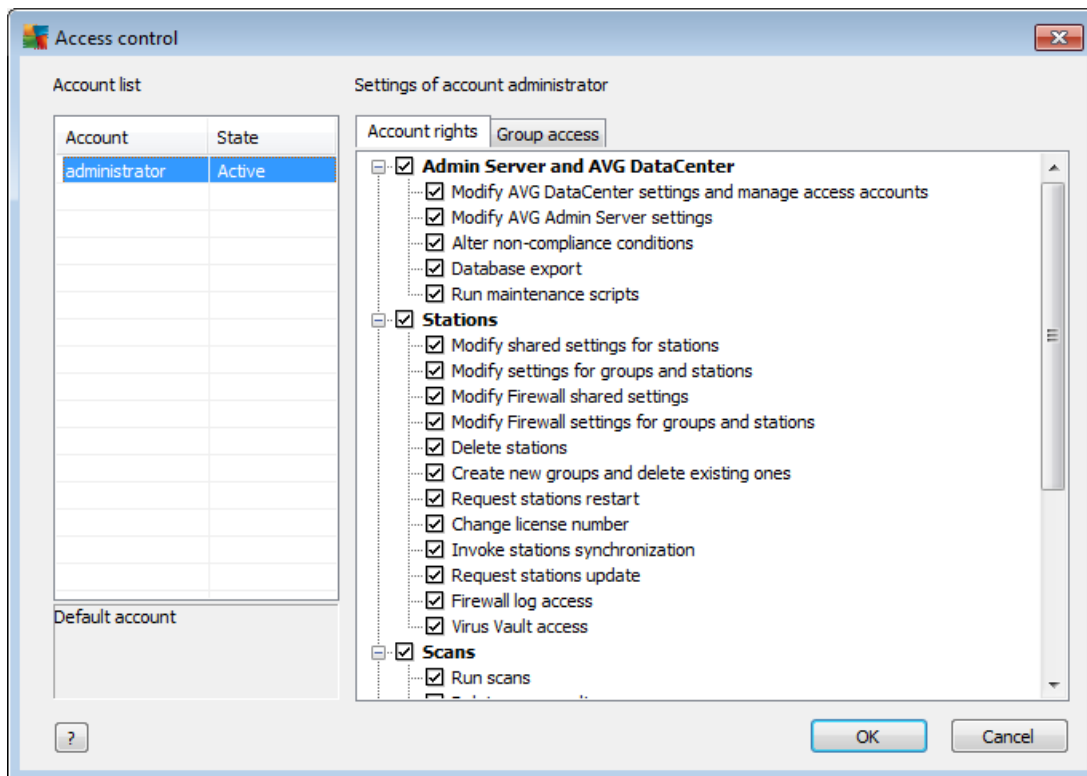 Access control
Account list
Account State
administrator Active
Default account
Settings of account administrator
Account rights Group access
Admin Server and AVG DataCenter
Modify AVG DataCenter settings and manage access accounts
Modify AVG Admin Server settings
Alter non-compliance conditions
Database export
Run maintenance scripts
Stations
Modify shared settings for stations
Modify settings for groups and stations
Modify Firewall shared settings
Modify Firewall settings for groups and stations
Delete stations
Create new groups and delete existing ones
Request stations restart
Change license number
Invoke stations synchronization
Request stations update
Firewall log access
Virus Vault access
Scans
Run scans
?
OK Cancel